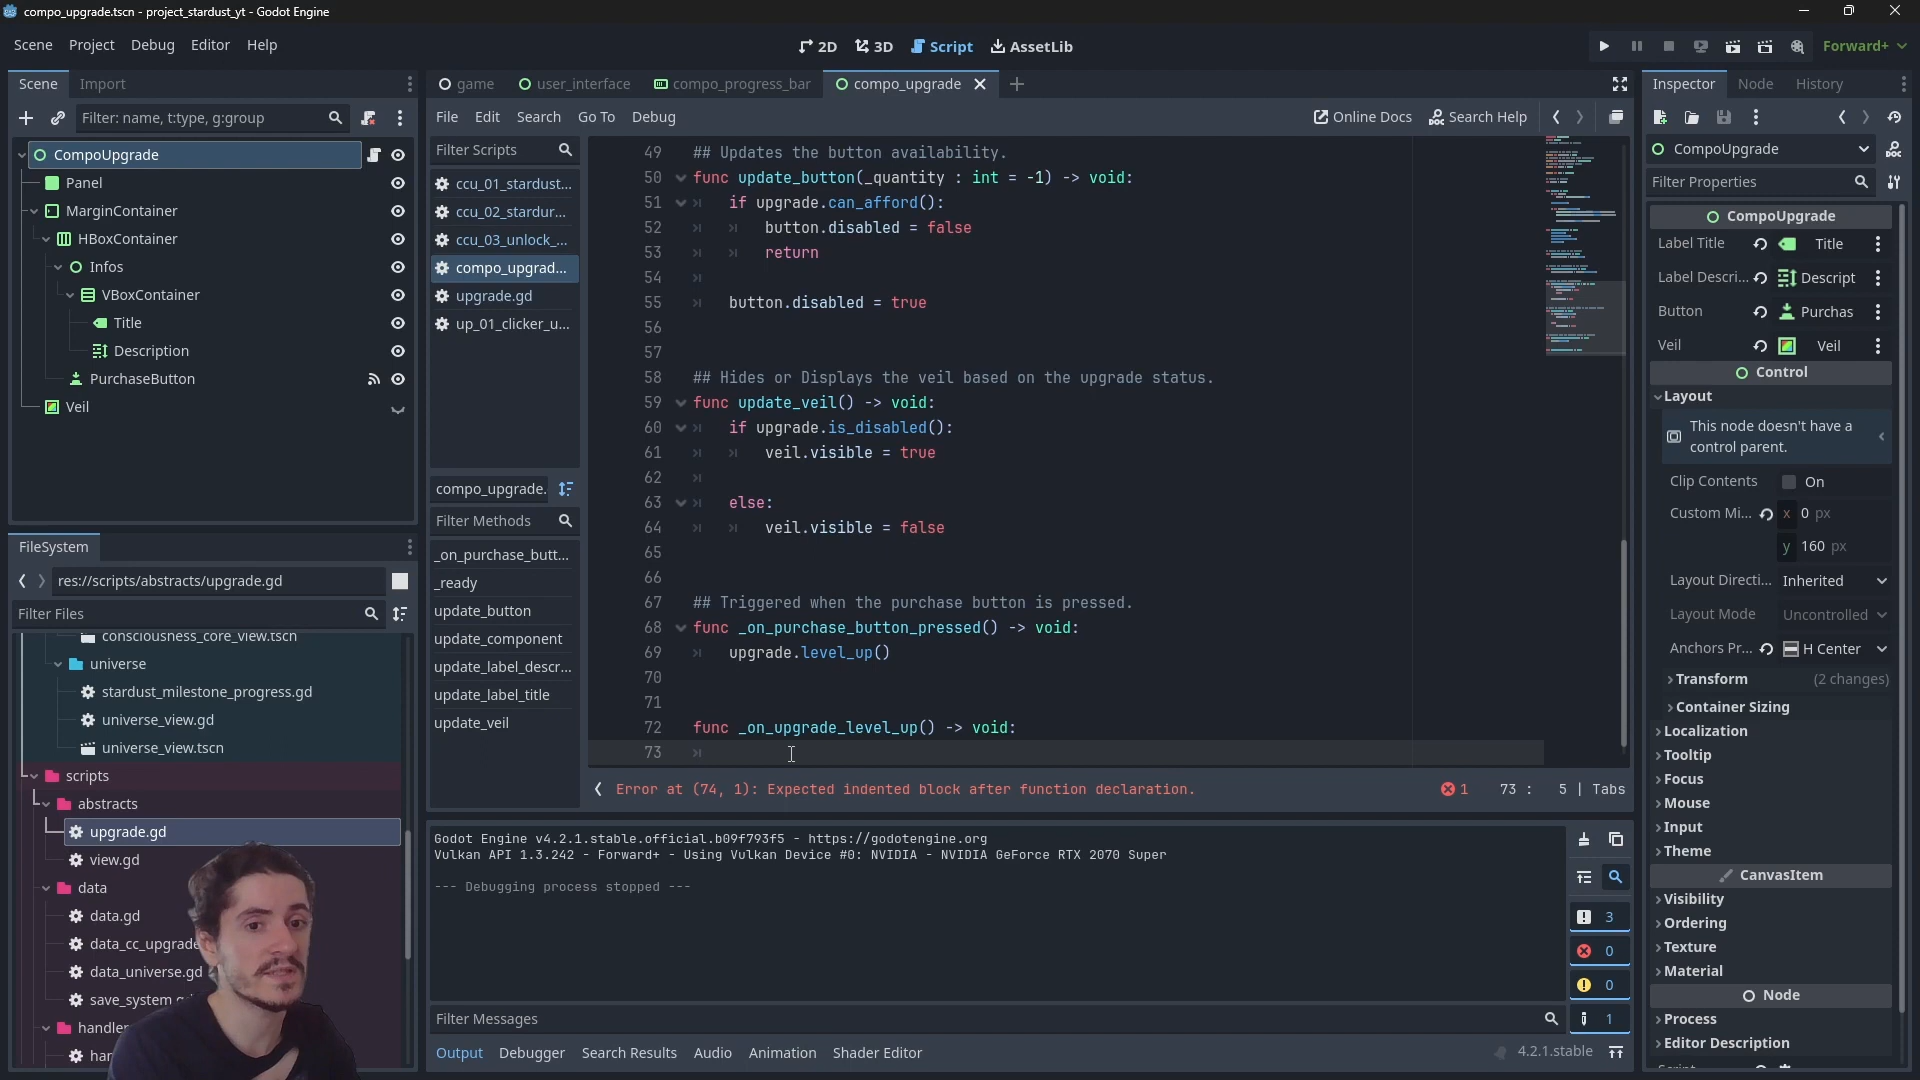 compo_upgrade.tscn - project_stardust_yt - Godot Engine
Scene Project Debug Editor Help
2D 3D Script AssetLib
Forward+
Scene Import
Filter: name, t:type, g:group
CompoUpgrade
Panel
MarginContainer
HBoxContainer
Infos
VBoxContainer
Title
Description
PurchaseButton
Veil
FileSystem
res://scripts/abstracts/upgrade.gd
Filter Files
consciousness_core_view.tscn
universe
stardust_milestone_progress.gd
universe_view.gd
universe_view.tscn
scripts
abstracts
upgrade.gd
view.gd
data
data.gd
data_cc_upgrade
data_universe.gd
save_system
handler
game user_interface compo_progress_bar compo_upgrade
File Edit Search Go To Debug
Online Docs Search Help
Filter Scripts
ccu_01_stardust...
ccu_02_stardur...
ccu_03_unlock_...
compo_upgrad...
upgrade.gd
up_01_clicker_u...
compo_upgrade.
Filter Methods
_on_purchase_butt...
_ready
update_button
update_component
update_label_descr...
update_label_title
update_veil
49 ## Updates the button availability.
50 func update_button(_quantity : int = -1) -> void:
51 if upgrade.can_afford():
52 button.disabled = false
53 return
54
55 button.disabled = true
56
57
58 ## Hides or Displays the veil based on the upgrade status.
59 func update_veil() -> void:
60 if upgrade.is_disabled():
61 veil.visible = true
62
63 else:
64 veil.visible = false
65
66
67 ## Triggered when the purchase button is pressed.
68 func _on_purchase_button_pressed() -> void:
69 upgrade.level_up()
70
71
72 func _on_upgrade_level_up() -> void:
73
Error at (74, 1): Expected indented block after function declaration.
1 73 : 5 | Tabs
Godot Engine v4.2.1.stable.official.b09f793f5 - https://godotengine.org
Vulkan API 1.3.242 - Forward+ - Using Vulkan Device #0: NVIDIA - NVIDIA GeForce RTX 2070 Super
--- Debugging process stopped ---
3
0
0
1
Filter Messages
Output Debugger Search Results Audio Animation Shader Editor
4.2.1.stable
Inspector Node History
CompoUpgrade
Filter Properties
CompoUpgrade
Label Title Title
Label Descri... Descript
Button Purchas
Veil Veil
Control
Layout
This node doesn't have a
control parent.
Clip Contents On
Custom Mi... x 0 px
y 160 px
Layout Directi... Inherited
Layout Mode Uncontrolled
Anchors Pr... H Center
Transform (2 changes)
Container Sizing
Localization
Tooltip
Focus
Mouse
Input
Theme
CanvasItem
Visibility
Ordering
Texture
Material
Node
Process
Editor Description